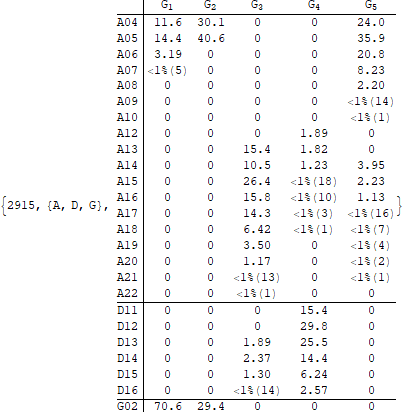 G1 G2 G3 G4 G5
A04 11.6 30.1 0 0 24.0
A05 14.4 40.6 0 0 35.9
A06 3.19 0 0 0 20.8
A07 <1%(5) 0 0 0 8.23
A08 0 0 0 0 2.20
A09 0 0 0 0 <1%(14)
A10 0 0 0 0 <1%(1)
A12 0 0 0 1.89 0
A13 0 0 15.4 1.82 0
A14 0 0 10.5 1.23 3.95
A15 0 0 26.4 <1%(18) 2.23
A16 0 0 15.8 <1%(10) 1.13
{2915, {A, D, G}, A17 0 0 14.3 <1%(3) <1%(16) }
A18 0 0 6.42 <1%(1) <1%(7)
A19 0 0 3.50 0 <1%(4)
A20 0 0 1.17 0 <1%(2)
A21 0 0 <1%(13) 0 <1%(1)
A22 0 0 <1%(1) 0 0
D11 0 0 0 15.4 0
D12 0 0 0 29.8 0
D13 0 0 1.89 25.5 0
D14 0 0 2.37 14.4 0
D15 0 0 1.30 6.24 0
D16 0 0 <1%(14) 2.57 0
G02 70.6 29.4 0 0 0